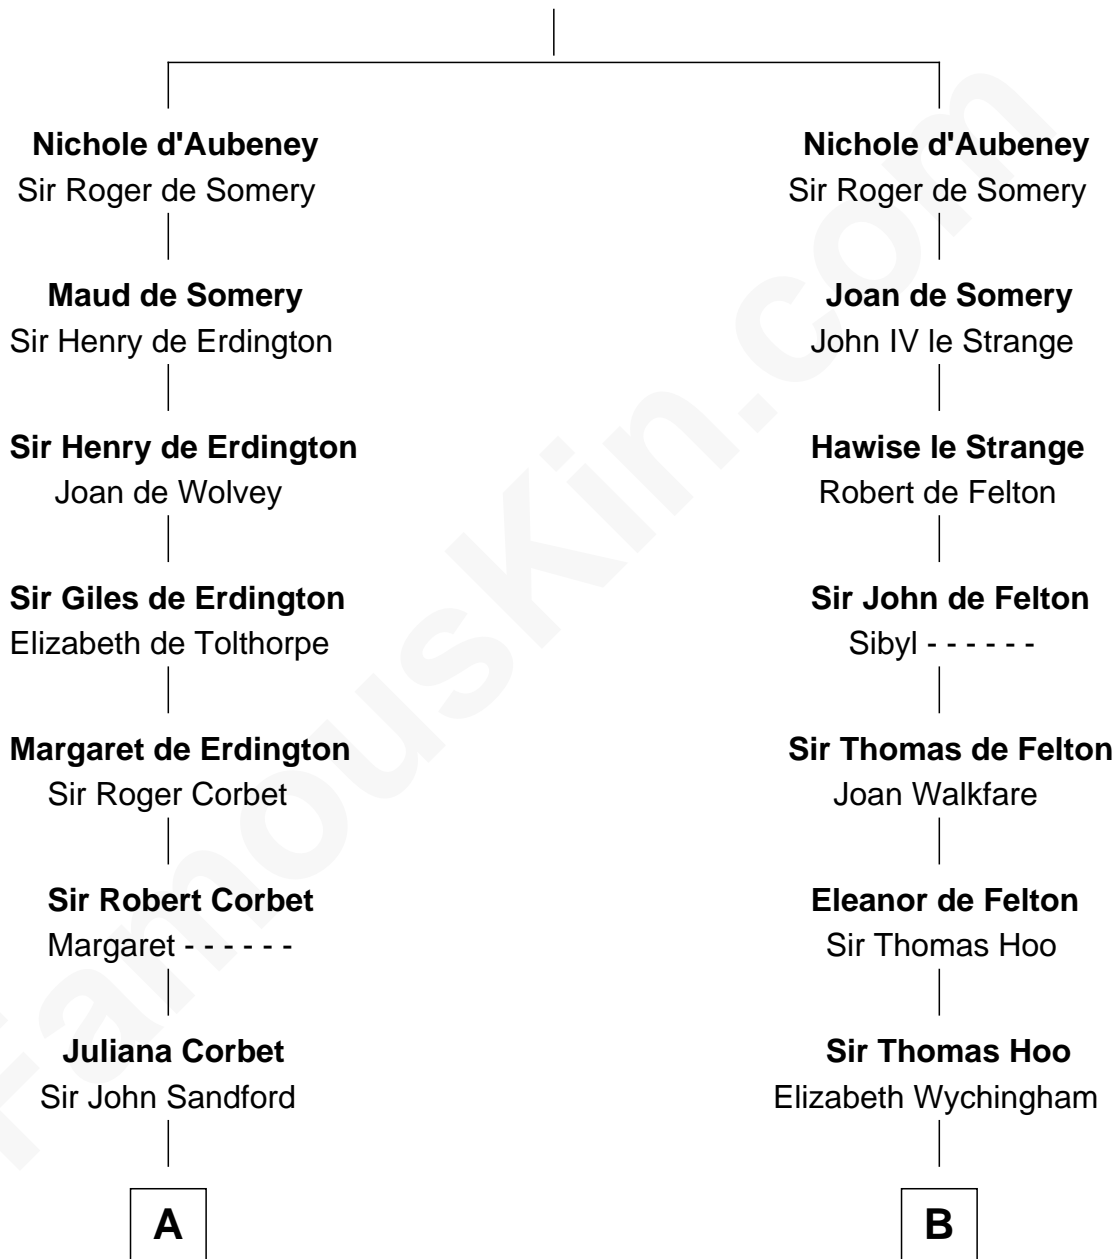 Nichole d'Aubeney
Sir Roger de Somery
Maud de Somery
Sir Henry de Erdington
Sir Henry de Erdington
Joan de Wolvey
Sir Giles de Erdington
Elizabeth de Tolthorpe
Margaret de Erdington
Sir Roger Corbet
Sir Robert Corbet
Margaret - - - - - -
Juliana Corbet
Sir John Sandford
A
Nichole d'Aubeney
Sir Roger de Somery
Joan de Somery
John IV le Strange
Hawise le Strange
Robert de Felton
Sir John de Felton
Sibyl - - - - - -
Sir Thomas de Felton
Joan Walkfare
Eleanor de Felton
Sir Thomas Hoo
Sir Thomas Hoo
Elizabeth Wychingham
B
FamousKin.com